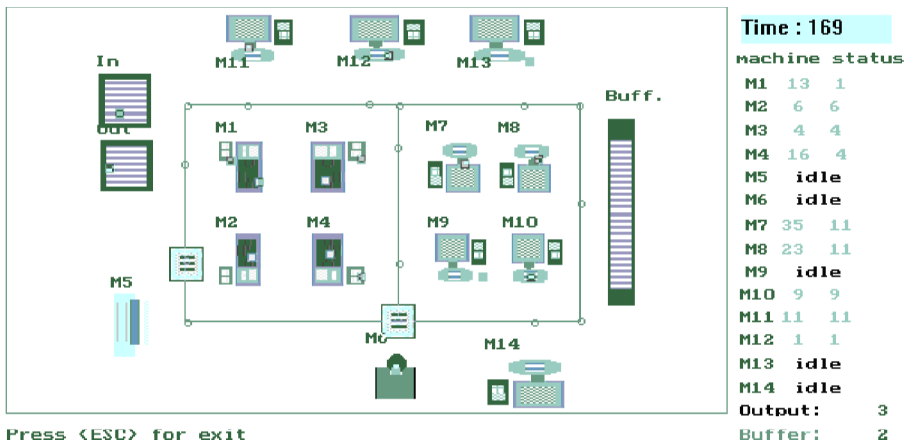 Time : 169
In
M11
M12
M13
machine status
M1 13 1
Buff.
M2 6 6
Out
M1
M3
M7
M8
M3 4 4
M4 16 4
M5 idle
M6 idle
M2
M4
M9
M10
M7 35 11
M8 23 11
M9 idle
M5
M10 9 9
M11 11 11
M6
M14
M12 1 1
M13 idle
M14 idle
Output: 3
Press <ESC> for exit
Buffer: 2